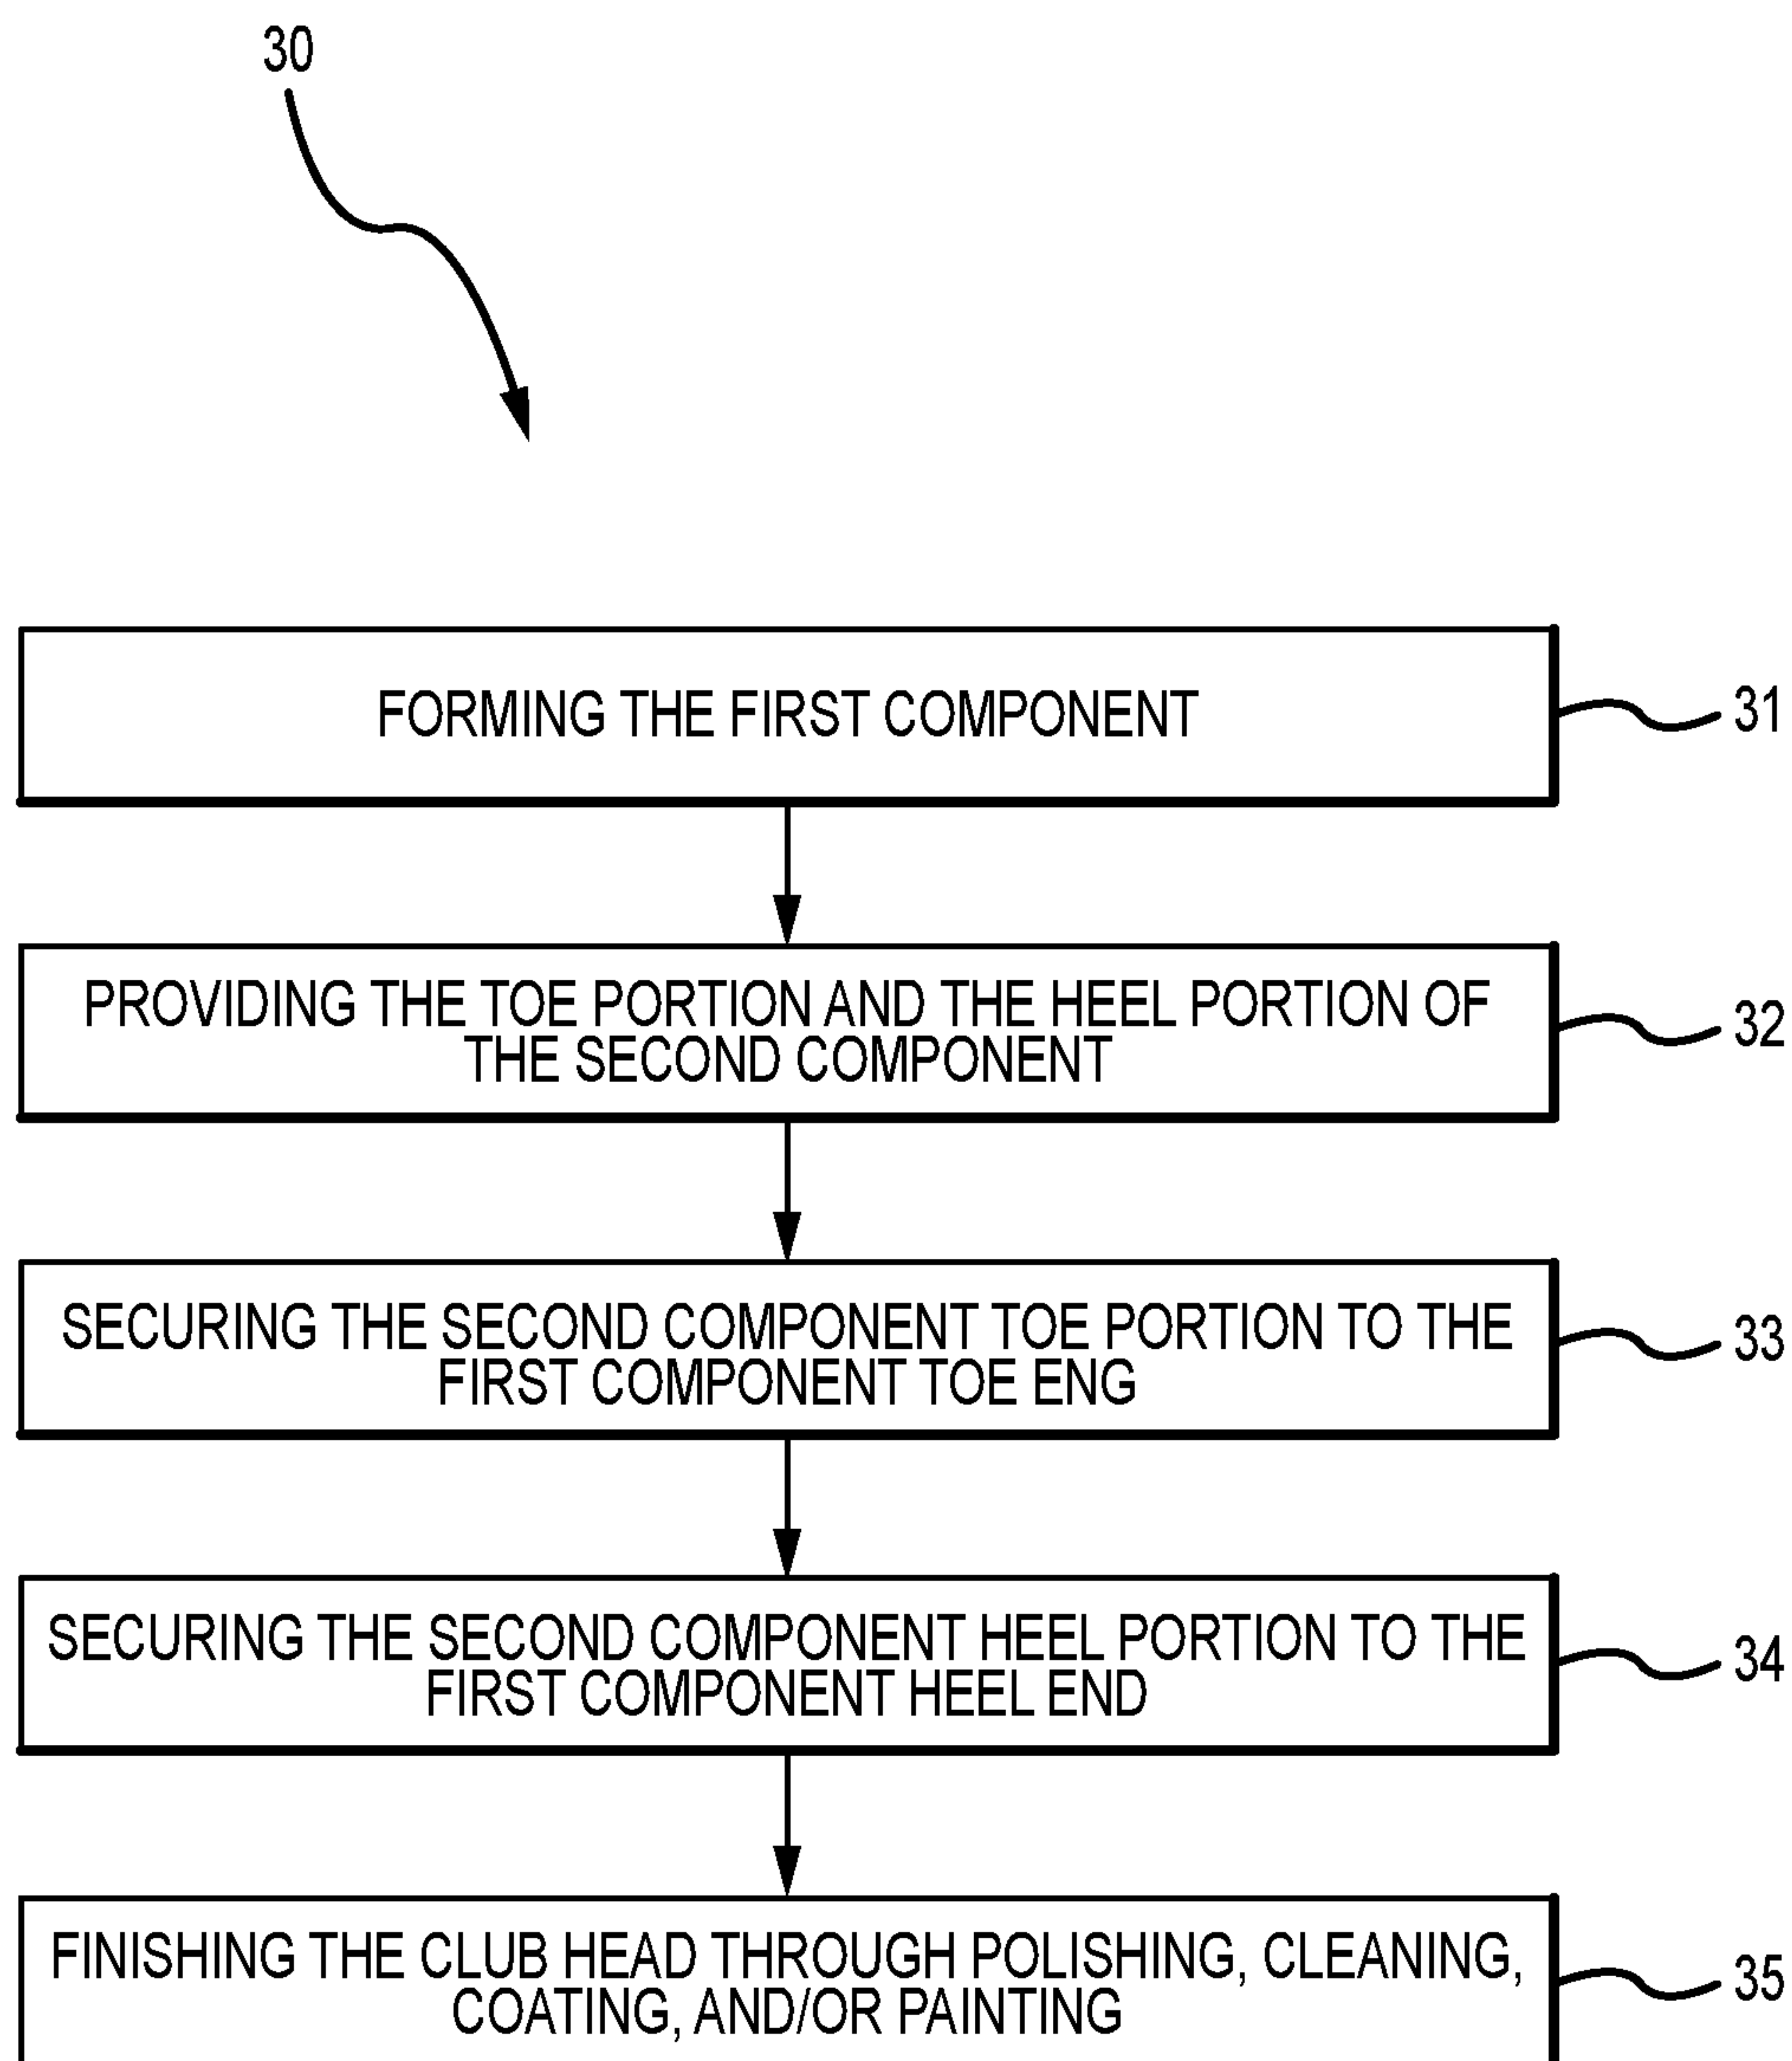 30
FORMING THE FIRST COMPONENT
31
PROVIDING THE TOE PORTION AND THE HEEL PORTION OF
THE SECOND COMPONENT
32
SECURING THE SECOND COMPONENT TOE PORTION TO THE
FIRST COMPONENT TOE ENG
33
SECURING THE SECOND COMPONENT HEEL PORTION TO THE
FIRST COMPONENT HEEL END
34
FINISHING THE CLUB HEAD THROUGH POLISHING, CLEANING,
COATING, AND/OR PAINTING
35